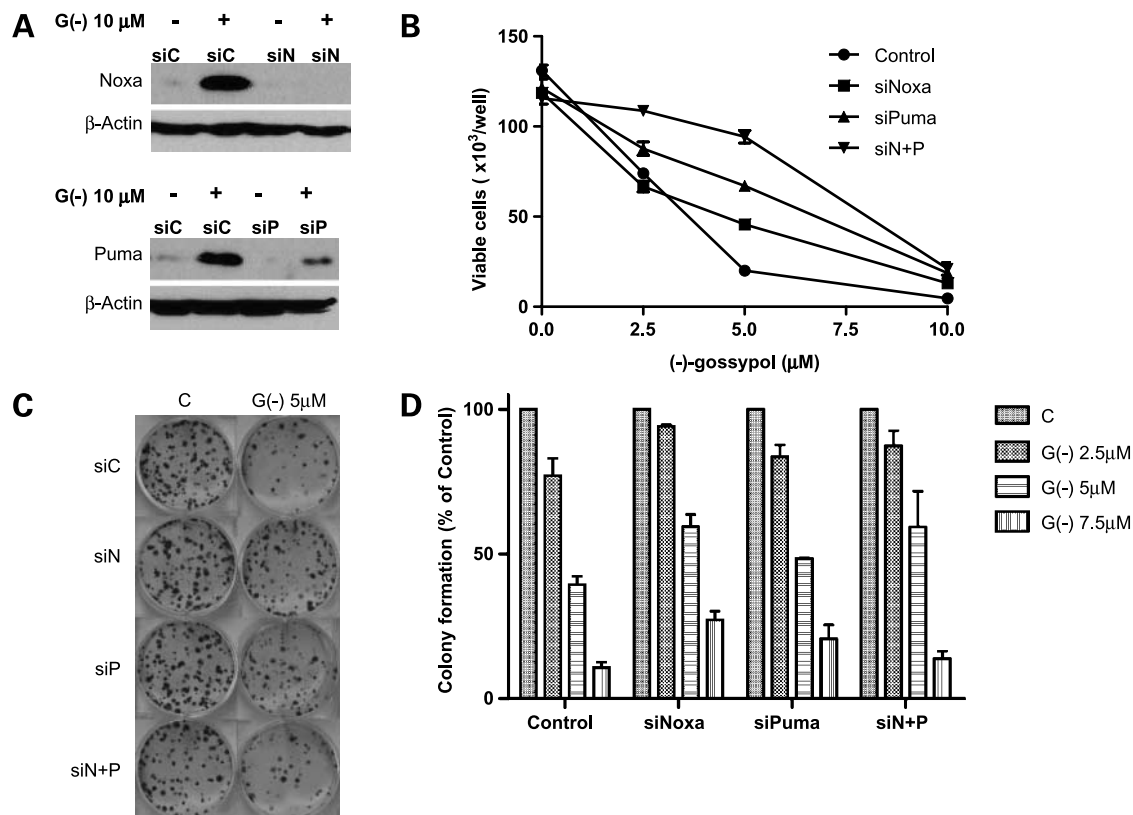 A
G(-) 10 μM - + - +
siC siC siN siN
Noxa
β-Actin
G(-) 10 μM - + - +
siC siC siP siP
Puma
β-Actin
B
Control
siNoxa
siPuma
siN+P
Viable cells ( x10³/well)
150
100
50
0
0.0 2.5 5.0 7.5 10.0
(-)-gossypol (μM)
C
C G(-) 5μM
siC
siN
siP
siN+P
D
Colony formation (% of Control)
100
50
0
Control siNoxa siPuma siN+P
C
G(-) 2.5μM
G(-) 5μM
G(-) 7.5μM